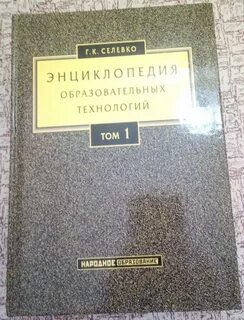 Г.К. СЕЛЕВКО
ЭНЦИКЛОПЕДИЯ
ОБРАЗОВАТЕЛЬНЫХ
ТЕХНОЛОГИЙ
ТОМ 1
НАРОДНОЕ ОБРАЗОВАНИЕ